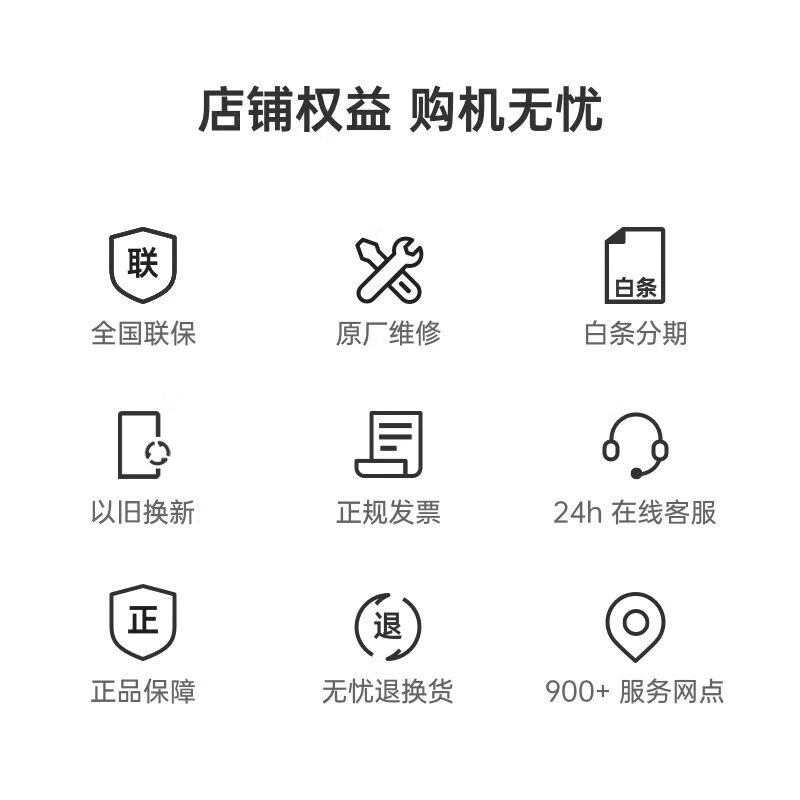 店铺权益 购机无忧
联
白条
全国联保
原厂维修
白条分期
以旧换新
正规发票
24h 在线客服
正
退
正品保障
无忧退换货
900+ 服务网点